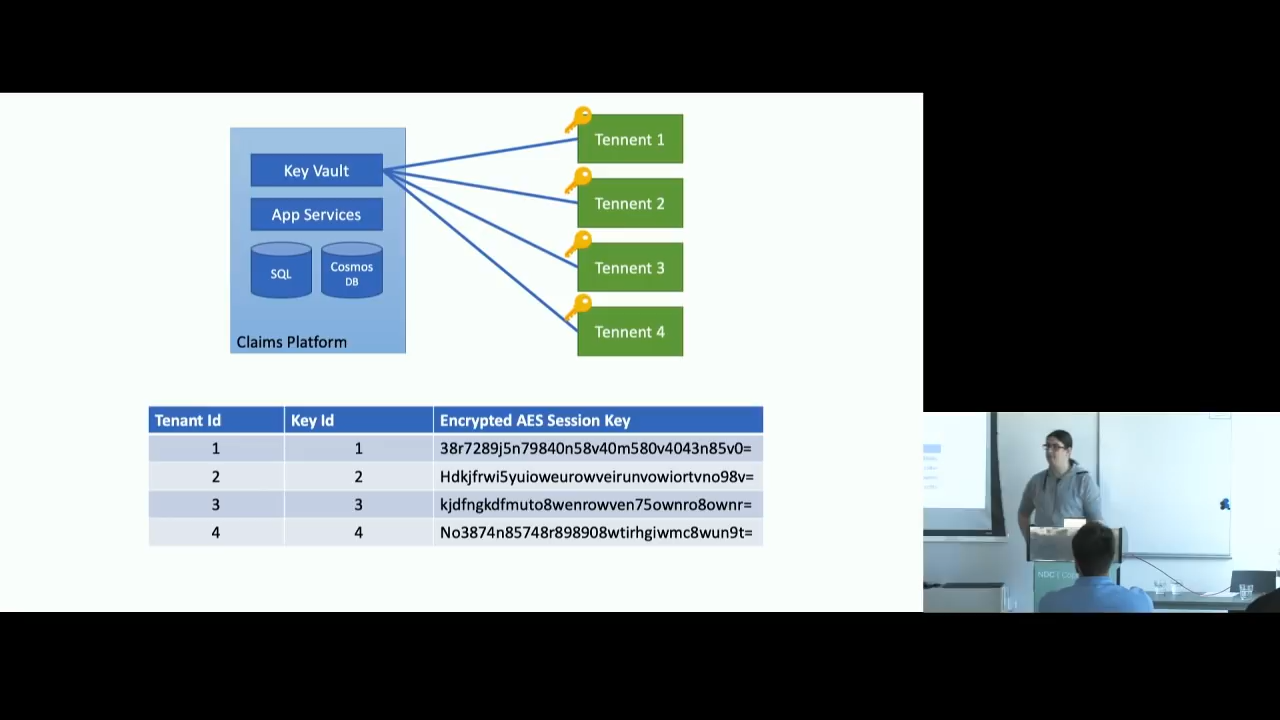 Key Vault
App Services
SQL
Cosmos
DB
Claims Platform
Tennent 1
Tennent 2
Tennent 3
Tennent 4
Tenant Id Key Id Encrypted AES Session Key
1 1 38r7289j5n79840n58v40m580v4043n85v0=
2 2 Hdkjfrwi5yuioweurowveirunvowiortvno98v=
3 3 kjdfngkdfmuto8wenrowven75ownro8ownr=
4 4 No3874n85748r898908wtirhgiwmc8wun9t=
NDC